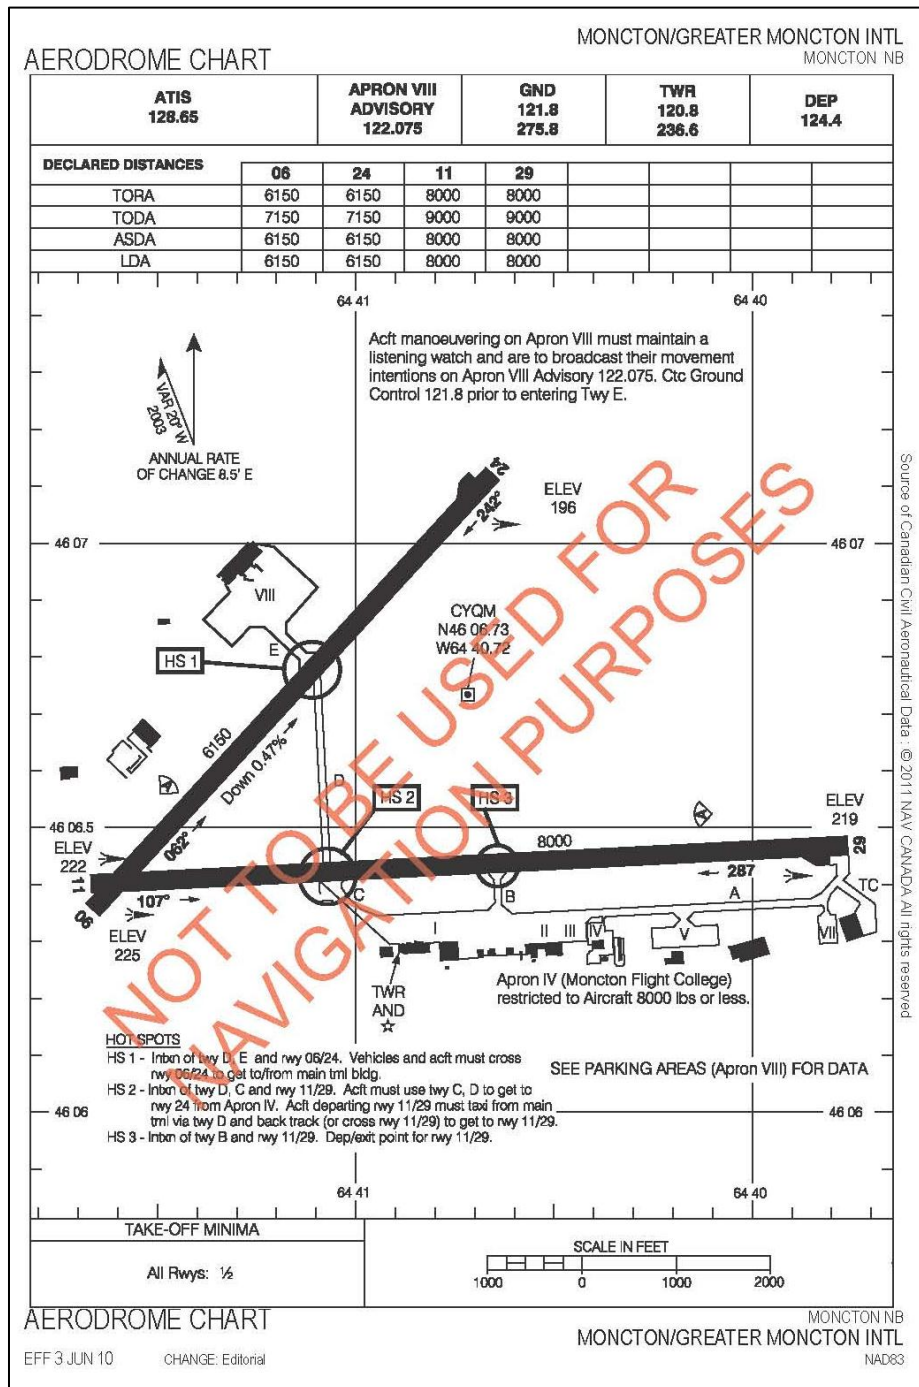 MONCTON/GREATER MONCTON INTL
AERODROME CHART
MONCTON NB
ATIS
128.65
APRON VIII
ADVISORY
122.075
GND
121.8
275.8
TWR
120.8
236.6
DEP
124.4
DECLARED DISTANCES
06 24 11 29
TORA 6150 6150 8000 8000
TODA 7150 7150 9000 9000
ASDA 6150 6150 8000 8000
LDA 6150 6150 8000 8000
64 41
64 40
Acft manoeuvering on Apron VIII must maintain a
listening watch and are to broadcast their movement
intentions on Apron VIII Advisory 122.075. Ctc Ground
Control 121.8 prior to entering Twy E.
VAR 20° W
2003
ANNUAL RATE
OF CHANGE 8.5' E
24
242°
ELEV
196
46 07
46 07
VIII
CYQM
N46 06.73
W64 40.72
E
HS 1
6150
Down 0.47%
D
HS 2
HS 3
A
A
46 06.5
062°
8000
ELEV
219
ELEV
222
29
11
107°
287
06
C
B
A
TC
ELEV
225
I
II
III
IV
V
VII
TWR
AND
Apron IV (Moncton Flight College)
restricted to Aircraft 8000 lbs or less.
NOT TO BE USED FOR
NAVIGATION PURPOSES
HOT SPOTS
HS 1 - Intxn of twy D, E and rwy 06/24. Vehicles and acft must cross
rwy 06/24 to get to/from main tml bldg.
HS 2 - Intxn of twy D, C and rwy 11/29. Acft must use twy C, D to get to
rwy 24 from Apron IV. Acft departing rwy 11/29 must taxi from main
tml via twy D and back track (or cross rwy 11/29) to get to rwy 11/29.
HS 3 - Intxn of twy B and rwy 11/29. Dep/exit point for rwy 11/29.
SEE PARKING AREAS (Apron VIII) FOR DATA
46 06
46 06
64 41
64 40
TAKE-OFF MINIMA
All Rwys: ½
SCALE IN FEET
1000 0 1000 2000
AERODROME CHART
MONCTON NB
MONCTON/GREATER MONCTON INTL
EFF 3 JUN 10
CHANGE: Editorial
NAD83
Source of Canadian Civil Aeronautical Data : © 2011 NAV CANADA All rights reserved